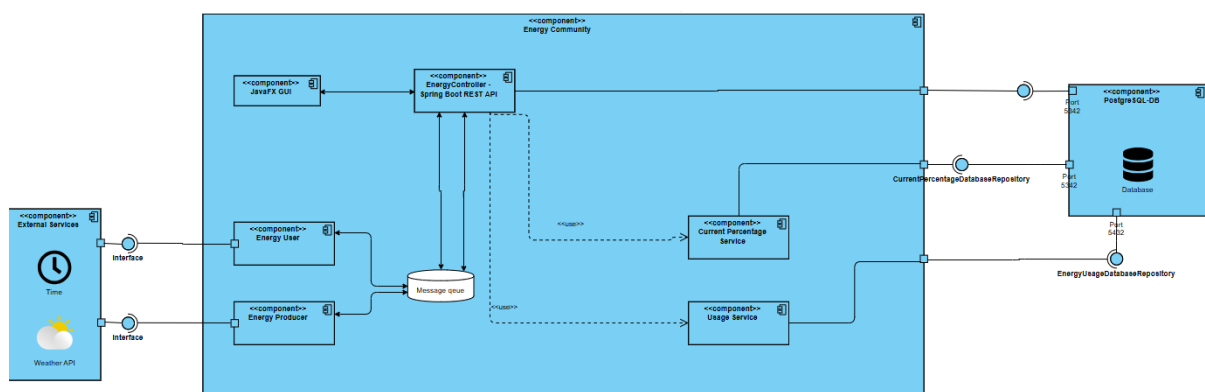 <<component>>
Energy Community
<<component>>
JavaFX GUI
<<component>>
EnergyController -
Spring Boot REST API
<<component>>
PostgreSQL-DB
Port
5342
Database
Port
5342
CurrentPercentageDatabaseRepository
<<component>>
External Services
Time
Weather API
Interface
Interface
<<component>>
Energy User
<<component>>
Energy Producer
Message qeue
<<use>>
<<component>>
Current Percentage
Service
<<use>>
<<component>>
Usage Service
Port
5432
EnergyUsageDatabaseRepository